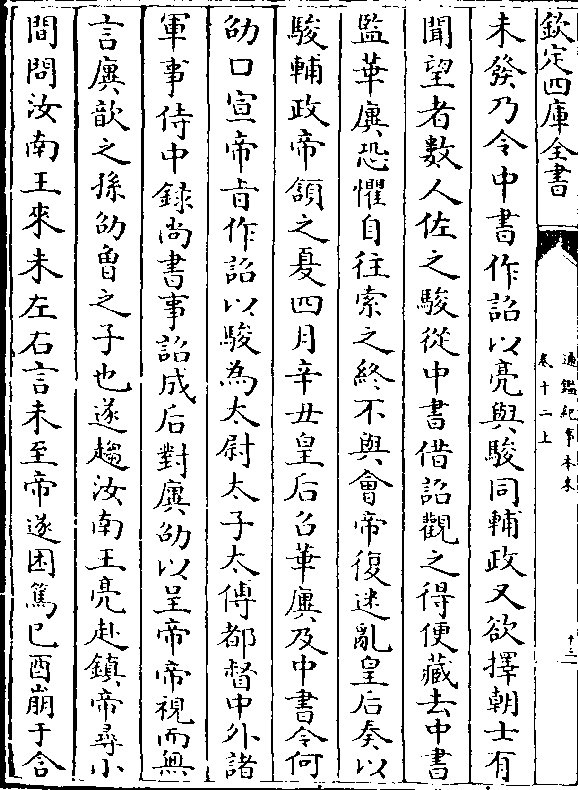 欽定四庫全書
通鑑紀事本末
卷十二上
未發乃令中書作詔以亮與駿同輔政又欲擇朝士有
聞望者數人佐之駿從中書借詔觀之得便藏去中書
監華廙恐懼自往索之終不與會帝復迷亂皇后奏以
駿輔政帝頷之夏四月辛丑皇后召華廙及中書令何
劭口宣帝㫖作詔以駿為太尉太子太傅都督中外諸
軍事侍中録尚書事詔成后對廙劭以呈帝帝視而無
言廙歆之孫劭魯之子也遂趨汝南王亮赴鎮帝尋小
間問汝南王來未左右言未至帝遂困篤己酉崩于含